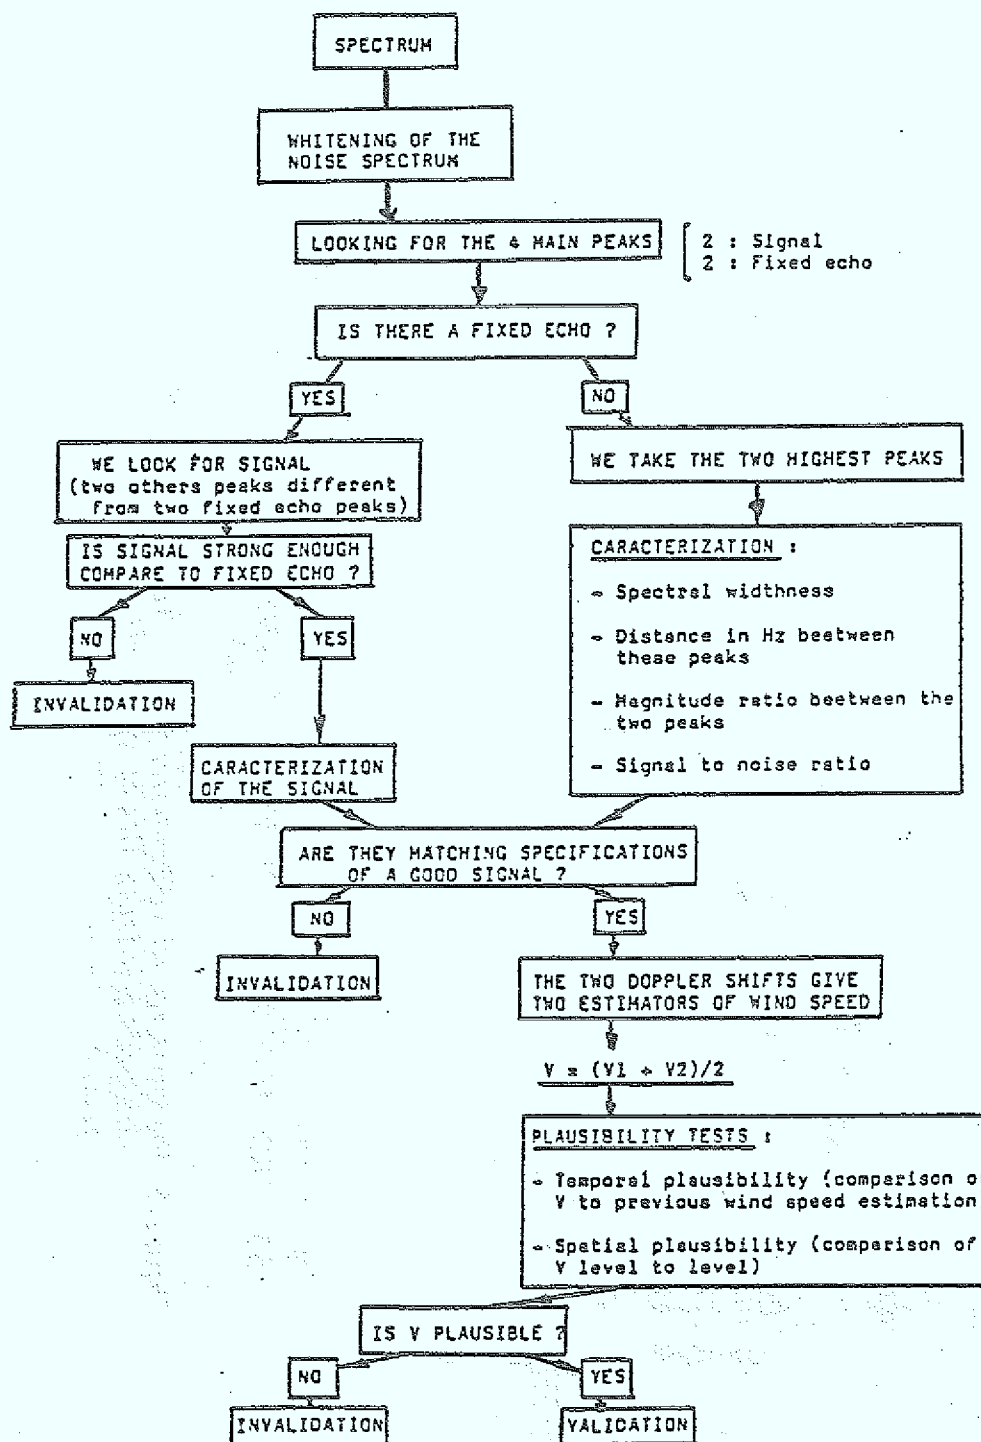 SPECTRUM
WHITENING OF THE
NOISE SPECTRUM
LOOKING FOR THE 4 MAIN PEAKS
2 : Signal
2 : Fixed echo
IS THERE A FIXED ECHO ?
YES
NO
WE LOOK FOR SIGNAL
(two others peaks different
from two fixed echo peaks)
WE TAKE THE TWO HIGHEST PEAKS
IS SIGNAL STRONG ENOUGH
COMPARE TO FIXED ECHO ?
CARACTERIZATION :
- Spectral widthness
- Distance in Hz beetween
these peaks
- Magnitude ratio beetween the
two peaks
- Signal to noise ratio
NO
YES
INVALIDATION
CARACTERIZATION
OF THE SIGNAL
ARE THEY MATCHING SPECIFICATIONS
OF A GOOD SIGNAL ?
NO
YES
INVALIDATION
THE TWO DOPPLER SHIFTS GIVE
TWO ESTIMATORS OF WIND SPEED
V = (V1 + V2)/2
PLAUSIBILITY TESTS :
- Temporal plausibility (comparison o
V to previous wind speed estimation
- Spatial plausibility (comparison of
V level to level)
IS V PLAUSIBLE ?
NO
YES
INVALIDATION
VALIDATION